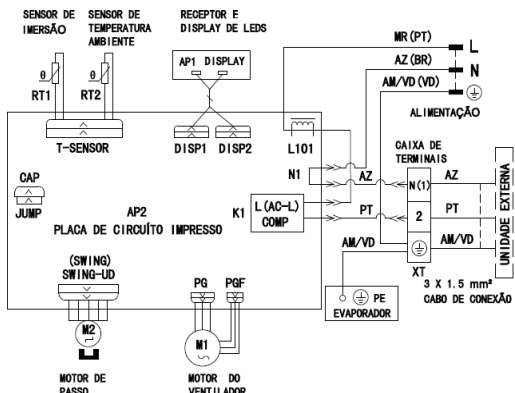 SENSOR DE
IMERSÃO
SENSOR DE
TEMPERATURA
AMBIENTE
RECEPTOR E
DISPLAY DE LEDS
AP1 DISPLAY
MR(PT)
L
AZ(BR)
N
AM/VD(VD)
ALIMENTAÇÃO
θ
RT1
θ
RT2
T-SENSOR
DISP1
DISP2
L101
CAIXA DE
TERMINAIS
N1
AZ
N(1)
AZ
CAP
JUMP
AP2
PLACA DE CIRCUÍTO IMPRESSO
K1
L(AC-L)
COMP
PT
2
PT
AM/VD
AM/VD
UNIDADE EXTERNA
XT
3 X 1.5 mm²
CABO DE CONEXÃO
PE
EVAPORADOR
(SWING)
SWING-UD
PG
PGF
M2
M1
MOTOR DE
PASSO
MOTOR DO
VENTILADOR